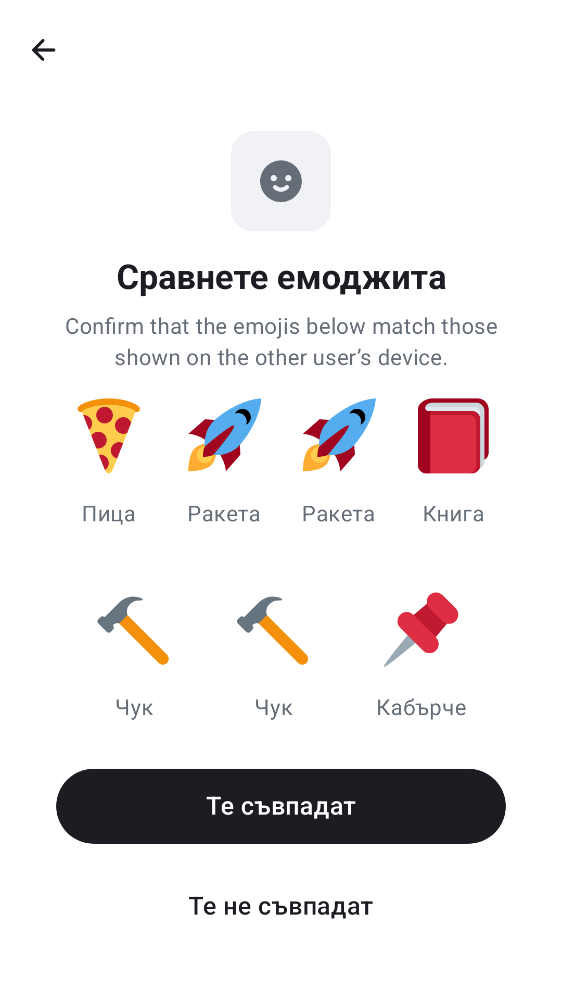 Сравнете емоджита
Confirm that the emojis below match those
shown on the other user’s device.
Пица Ракета Ракета Книга
Чук Чук Кабърче
Те съвпадат
Те не съвпадат